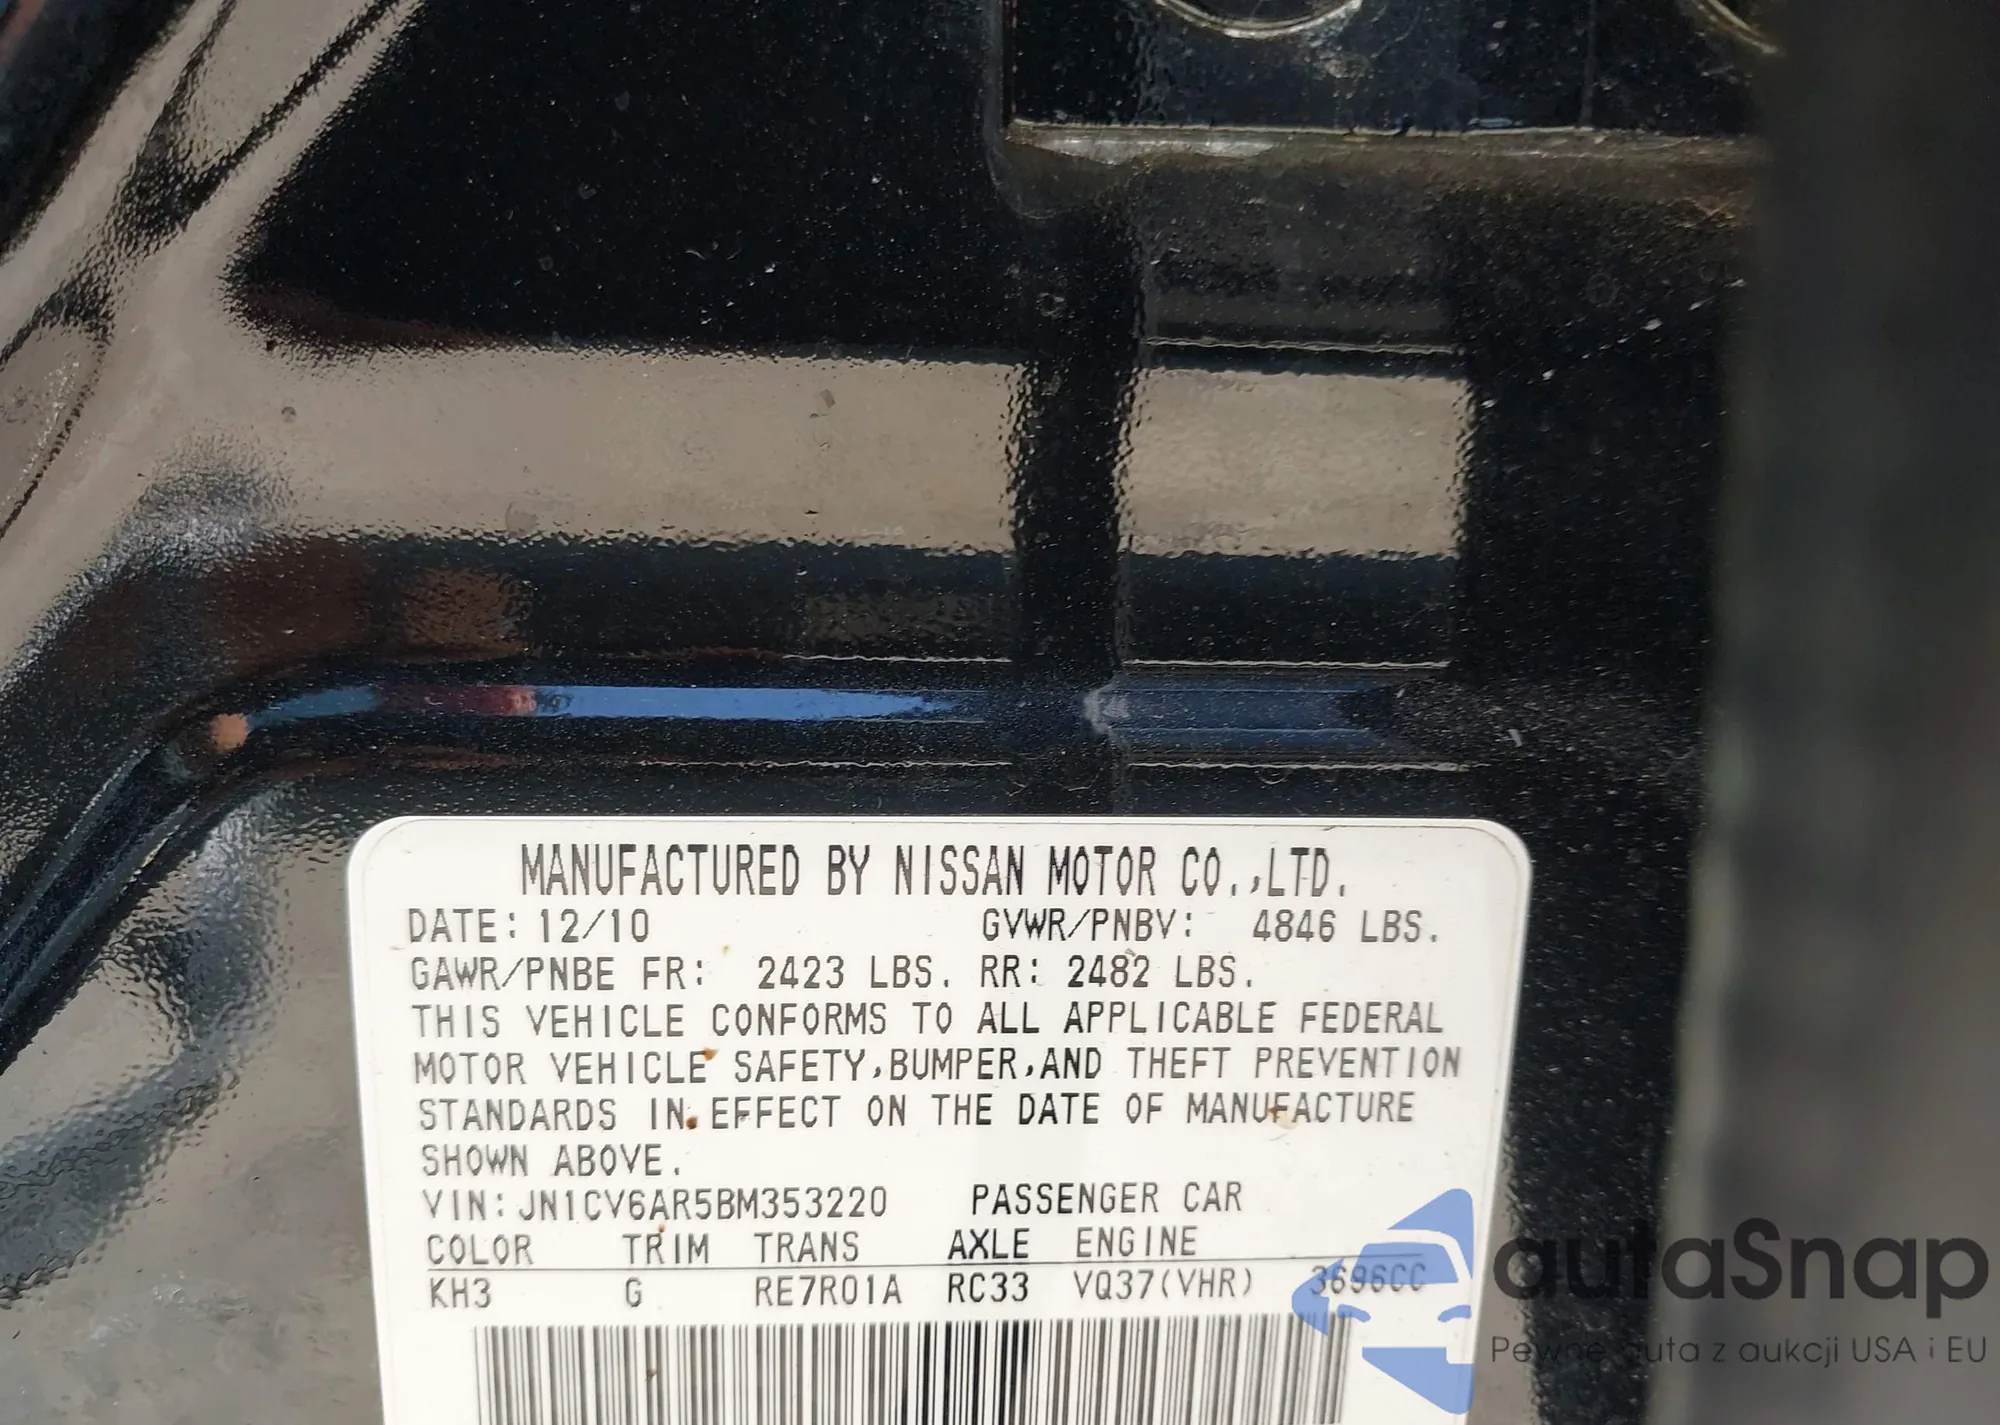 MANUFACTURED BY NISSAN MOTOR CO.,LTD.
DATE: 12/10 GVWR/PNBV: 4846 LBS.
GAWR/PNBE FR: 2423 LBS. RR: 2482 LBS.
THIS VEHICLE CONFORMS TO ALL APPLICABLE FEDERAL
MOTOR VEHICLE SAFETY,BUMPER,AND THEFT PREVENTION
STANDARDS IN EFFECT ON THE DATE OF MANUFACTURE
SHOWN ABOVE.
VIN: JN1CV6AR5BM353220 PASSENGER CAR
COLOR TRIM TRANS AXLE ENGINE
KH3 G RE7R01A RC33 VQ37(VHR) 3696CC
autaSnap
Pewne auta z aukcji USA i EU